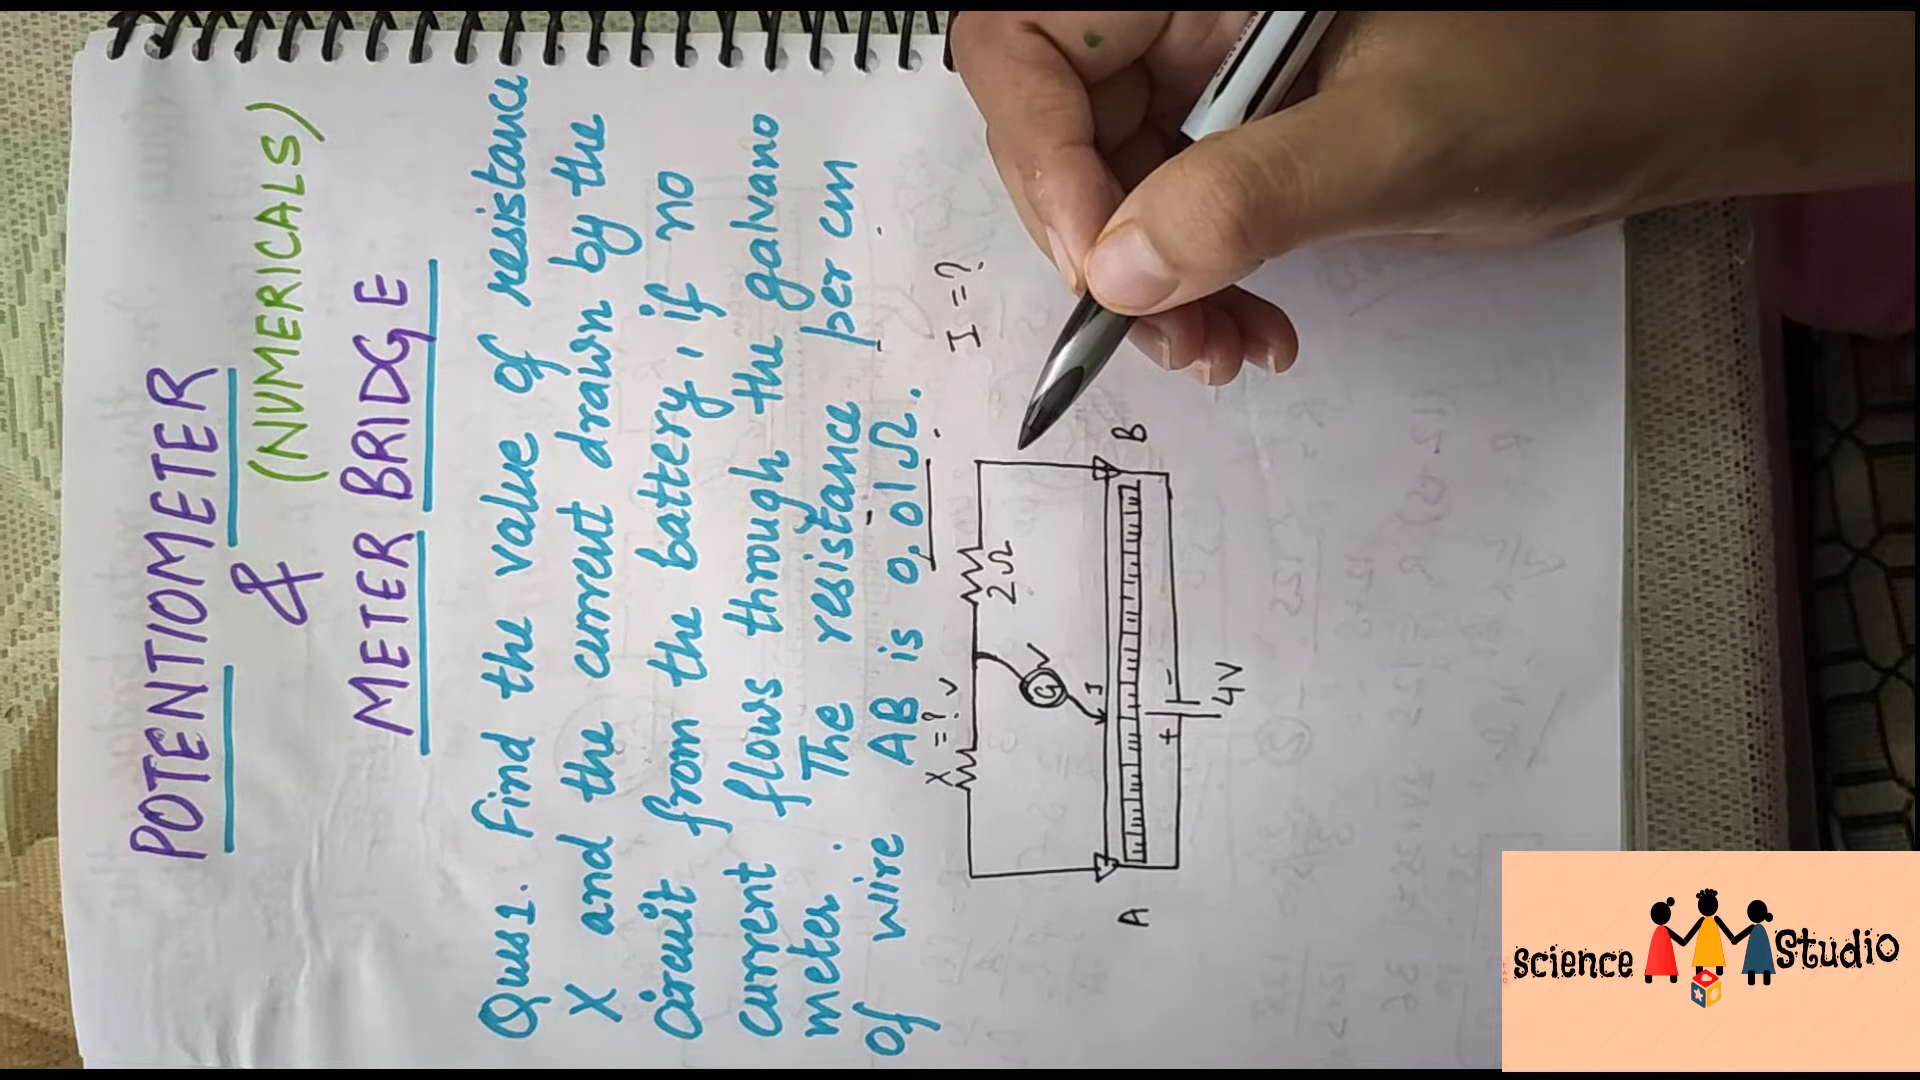 POTENTIOMETER
& (NUMERICALS)
METER BRIDGE
Ques 1. Find the value of resistance
X and the current drawn by the
circuit from the battery, if no
current flows through the galvano
meter. The resistance per cm
of wire AB is 0.01Ω.
X
=?
2Ω
I = ?
G
J
A
B
+
-
4V
Science Studio